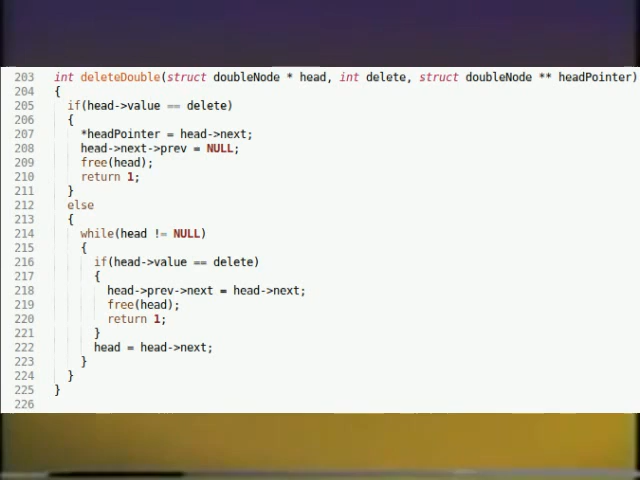 203 int deleteDouble(struct doubleNode * head, int delete, struct doubleNode ** headPointer)
204 {
205   if(head->value == delete)
206   {
207     *headPointer = head->next;
208     head->next->prev = NULL;
209     free(head);
210     return 1;
211   }
212   else
213   {
214     while(head != NULL)
215     {
216       if(head->value == delete)
217       {
218         head->prev->next = head->next;
219         free(head);
220         return 1;
221       }
222       head = head->next;
223     }
224   }
225 }
226